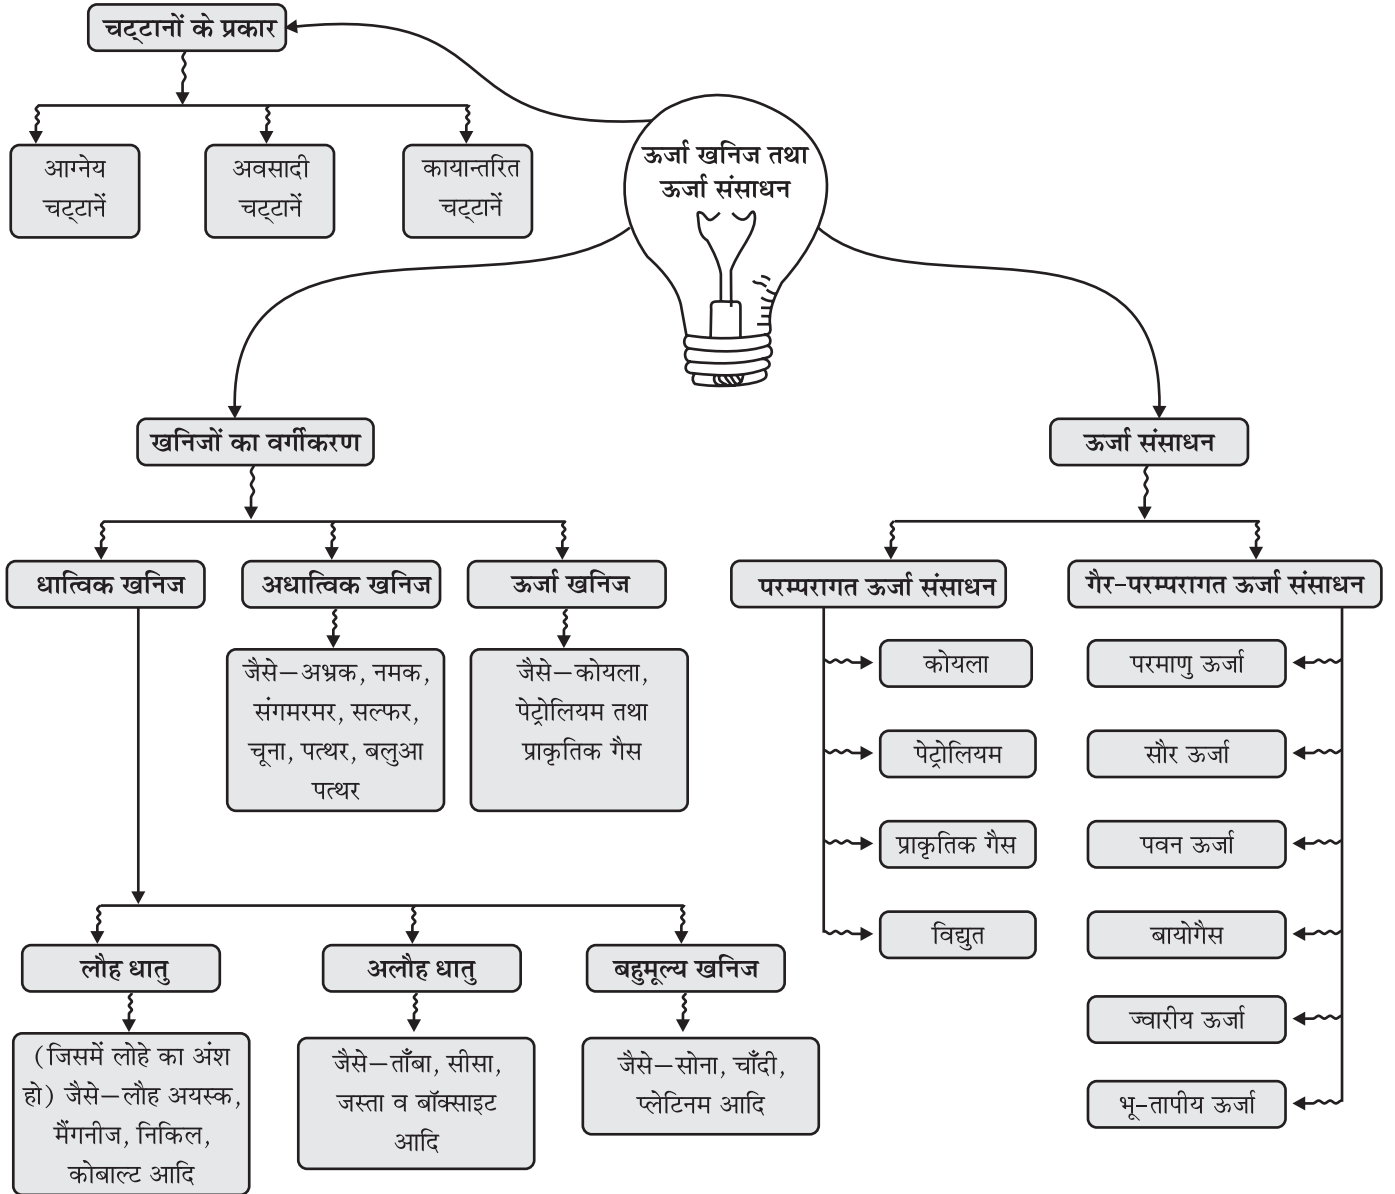 चट्टानों के प्रकार
आग्नेय
चट्टानें
अवसादी
चट्टानें
कायान्तरित
चट्टानें
ऊर्जा खनिज तथा
ऊर्जा संसाधन
खनिजों का वर्गीकरण
धात्विक खनिज
अधात्विक खनिज
जैसे–अभ्रक, नमक,
संगमरमर, सल्फर,
चूना, पत्थर, बलुआ
पत्थर
ऊर्जा खनिज
जैसे–कोयला,
पेट्रोलियम तथा
प्राकृतिक गैस
लौह धातु
(जिसमें लोहे का अंश
हो) जैसे–लौह अयस्क,
मैंगनीज, निकिल,
कोबाल्ट आदि
अलौह धातु
जैसे–ताँबा, सीसा,
जस्ता व बॉक्साइट
आदि
बहुमूल्य खनिज
जैसे–सोना, चाँदी,
प्लेटिनम आदि
ऊर्जा संसाधन
परम्परागत ऊर्जा संसाधन
कोयला
पेट्रोलियम
प्राकृतिक गैस
विद्युत
गैर-परम्परागत ऊर्जा संसाधन
परमाणु ऊर्जा
सौर ऊर्जा
पवन ऊर्जा
बायोगैस
ज्वारीय ऊर्जा
भू-तापीय ऊर्जा